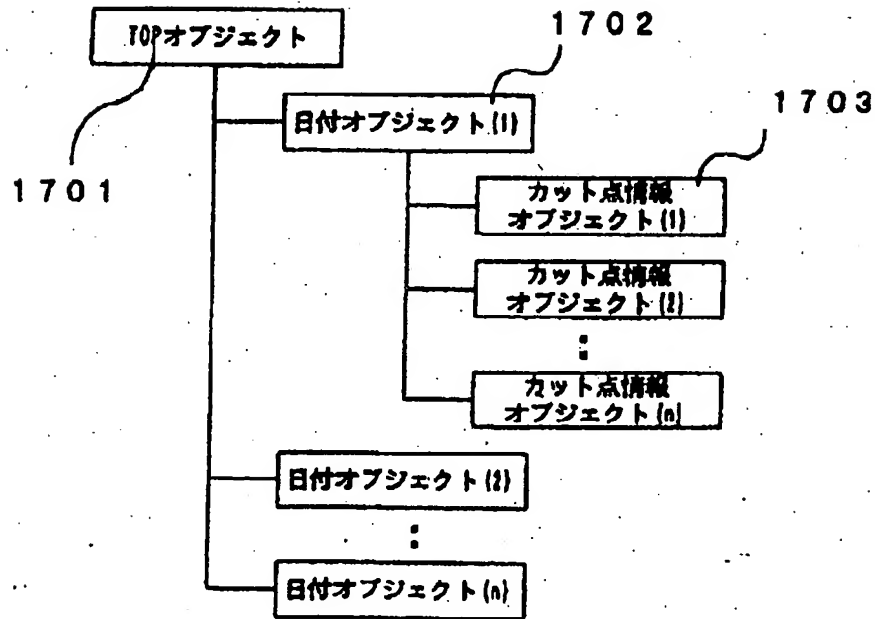 TOPオブジェクト
1702
日付オブジェクト(1)
1703
1701
カット点情報
オブジェクト(1)
カット点情報
オブジェクト(2)
カット点情報
オブジェクト(n)
日付オブジェクト(2)
日付オブジェクト(n)